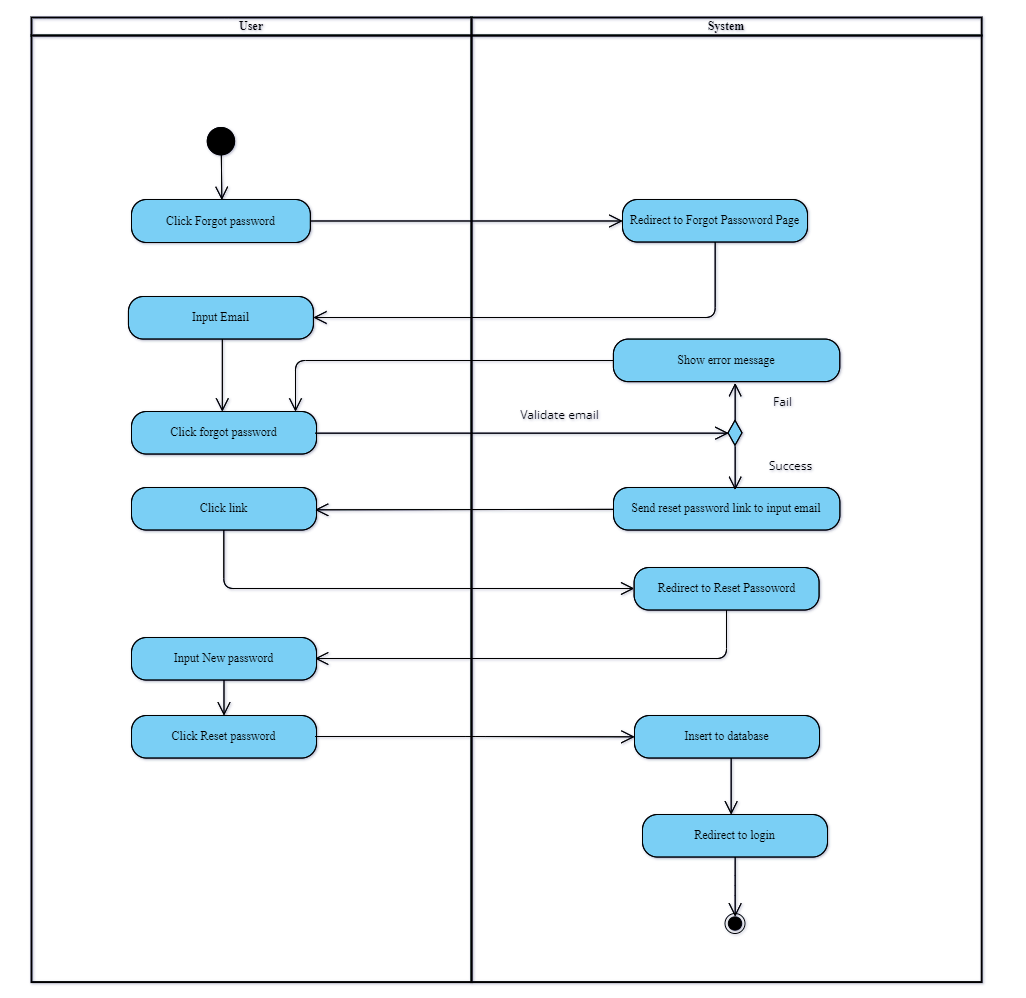 User
System
Click Forgot password
Redirect to Forgot Passoword Page
Input Email
Show error message
Fail
Validate email
Click forgot password
Success
Click link
Send reset password link to input email
Redirect to Reset Passoword
Input New password
Click Reset password
Insert to database
Redirect to login